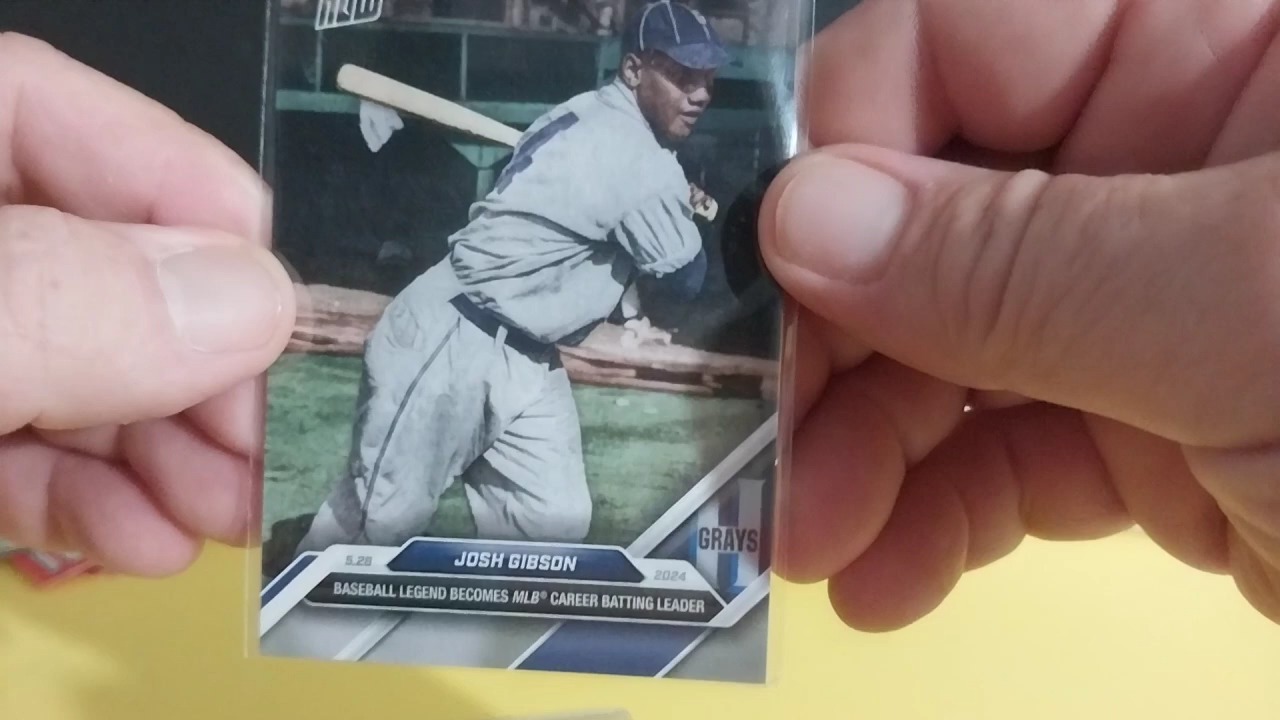 JOSH GIBSON
5.28
2024
BASEBALL LEGEND BECOMES MLB® CAREER BATTING LEADER
GRAYS